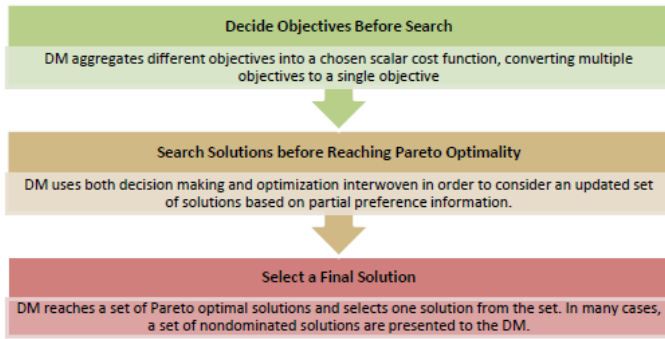 Decide Objectives Before Search
DM aggregates different objectives into a chosen scalar cost function, converting multiple
objectives to a single objective
Search Solutions before Reaching Pareto Optimality
DM uses both decision making and optimization interwoven in order to consider an updated set
of solutions based on partial preference information.
Select a Final Solution
DM reaches a set of Pareto optimal solutions and selects one solution from the set. In many cases,
a set of nondominated solutions are presented to the DM.